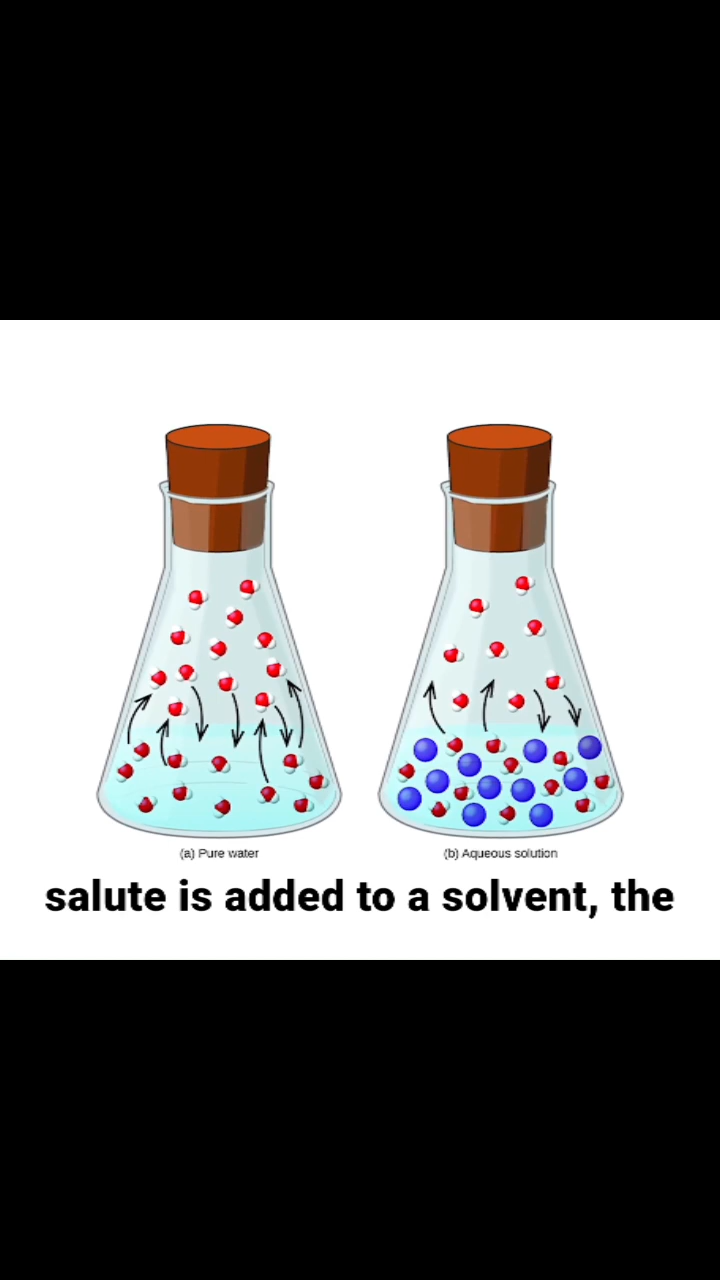 (a) Pure water (b) Aqueous solution
salute is added to a solvent, the